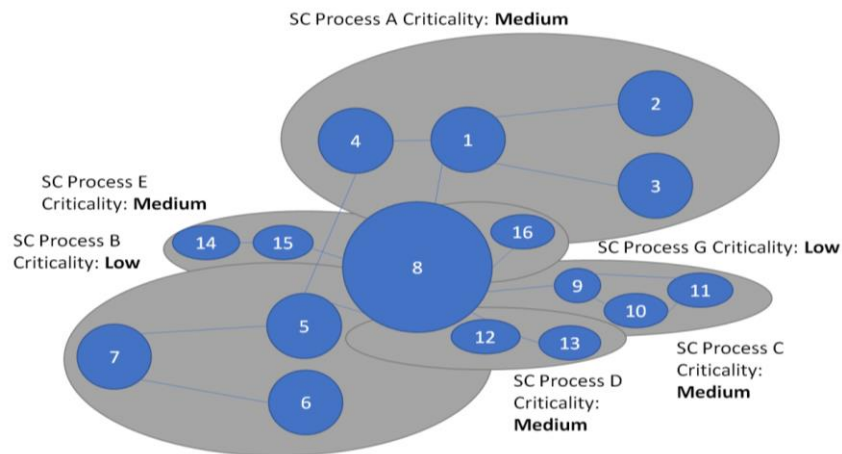 SC Process A Criticality: Medium
2
4
1
3
SC Process E
Criticality: Medium
16
SC Process B
Criticality: Low
14
15
SC Process G Criticality: Low
8
9
11
10
5
12
13
7
SC Process C
Criticality:
Medium
SC Process D
Criticality:
Medium
6